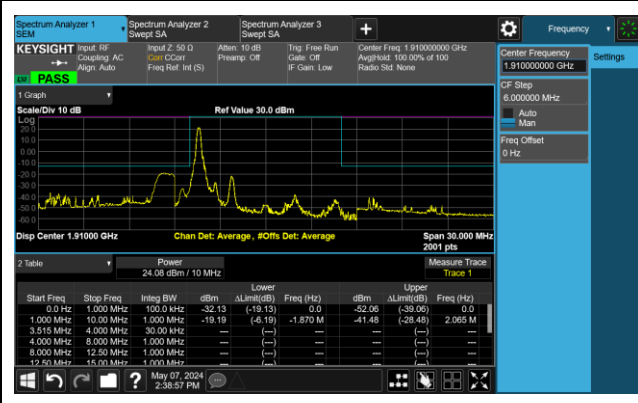 Spectrum Analyzer 1
SEM
Spectrum Analyzer 2
Swept SA
Spectrum Analyzer 3
Swept SA
Frequency
KEYSIGHT
Input: RF
Coupling: AC
Align: Auto
Input Z: 50 Ω
Corr CCorr
Freq Ref: Int (S)
Atten: 10 dB
Preamp: Off
Trig: Free Run
Gate: Off
IF Gain: Low
Center Freq: 1.910000000 GHz
Avg|Hold: 100.00% of 100
Radio Std: None
PASS
Center Frequency
1.910000000 GHz
Settings
CF Step
6.000000 MHz
Auto
Man
Freq Offset
0 Hz
1 Graph
Scale/Div 10 dB
Ref Value 30.0 dBm
Log
20.0
10.0
0.00
-10.0
-20.0
-30.0
-40.0
-50.0
-60.0
Disp Center 1.91000 GHz
Chan Det: Average , #Offs Det: Average
Span 30.000 MHz
2001 pts
2 Table
Power
24.08 dBm / 10 MHz
Measure Trace
Trace 1
Lower Upper
Start Freq Stop Freq Integ BW dBm ΔLimit(dB) Freq (Hz) dBm ΔLimit(dB) Freq (Hz)
0.0 Hz 1.000 MHz 100.0 kHz -32.13 (-19.13) 0.0 -52.06 (-39.06) 0.0
1.000 MHz 10.00 MHz 1.000 MHz -19.19 (-6.19) -1.870 M -41.48 (-28.48) 2.065 M
3.515 MHz 4.000 MHz 30.00 kHz --- (---) --- (---)
4.000 MHz 8.000 MHz 1.000 MHz --- (---) --- (---)
8.000 MHz 12.50 MHz 1.000 MHz --- (---) --- (---)
12.50 MHz 15.00 MHz 1.000 MHz --- (---) --- (---)
May 07, 2024
2:38:57 PM